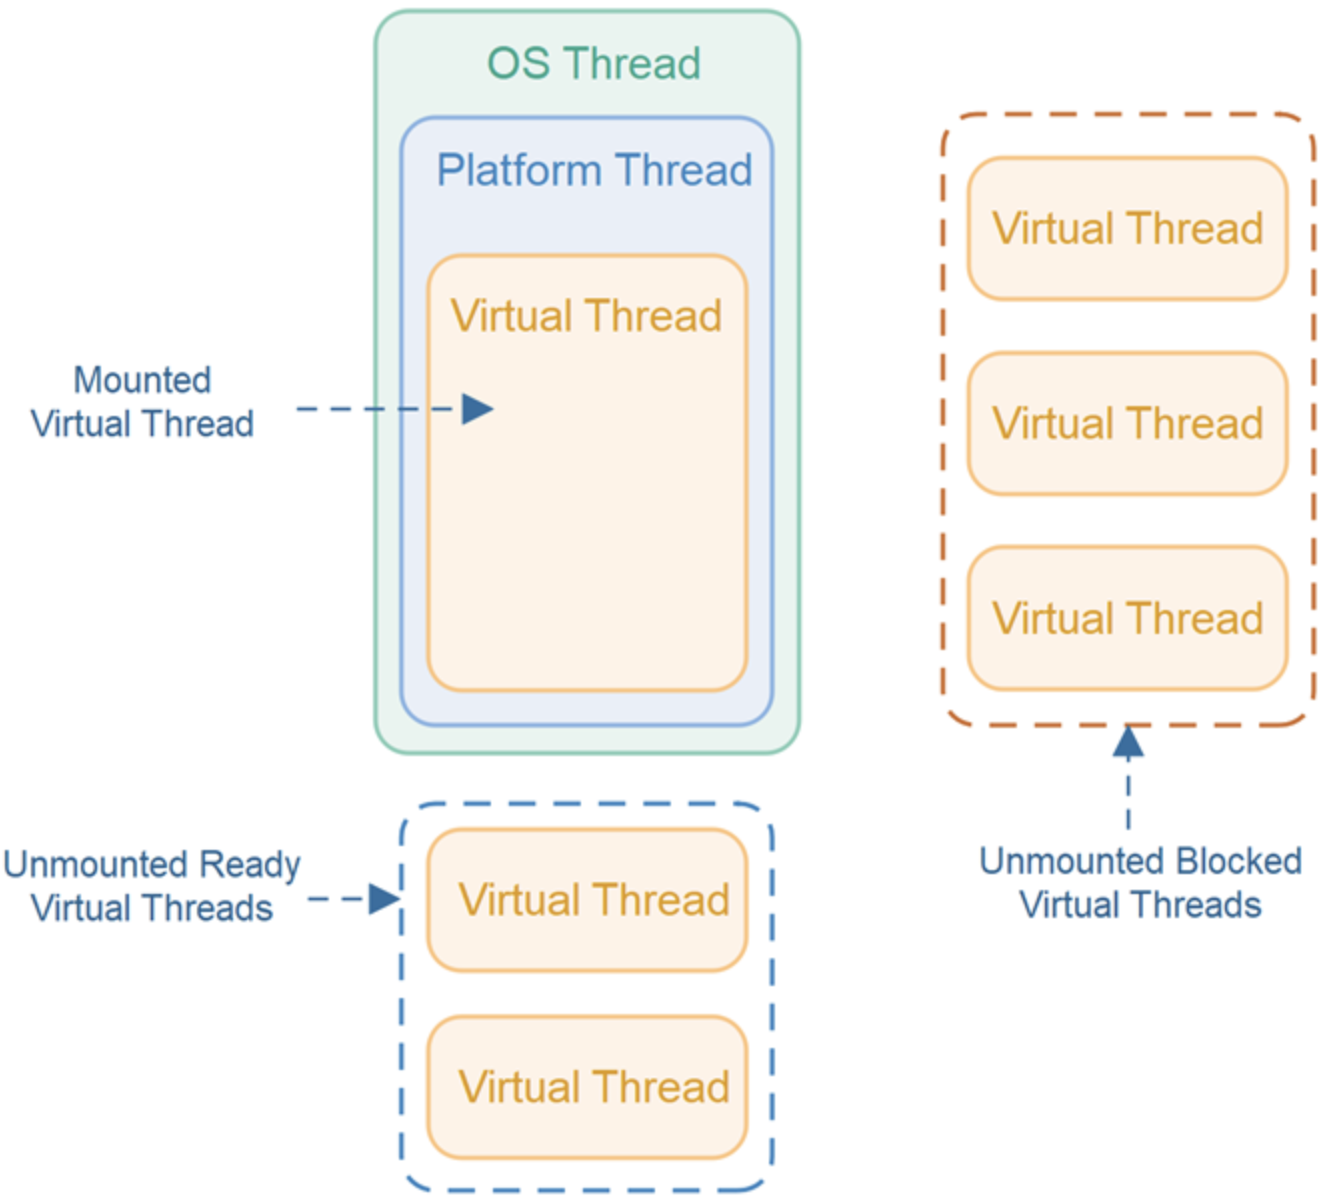 OS Thread
Platform Thread
Virtual Thread
Mounted
Virtual Thread
Virtual Thread
Virtual Thread
Virtual Thread
Unmounted Ready
Virtual Threads
Virtual Thread
Virtual Thread
Unmounted Blocked
Virtual Threads